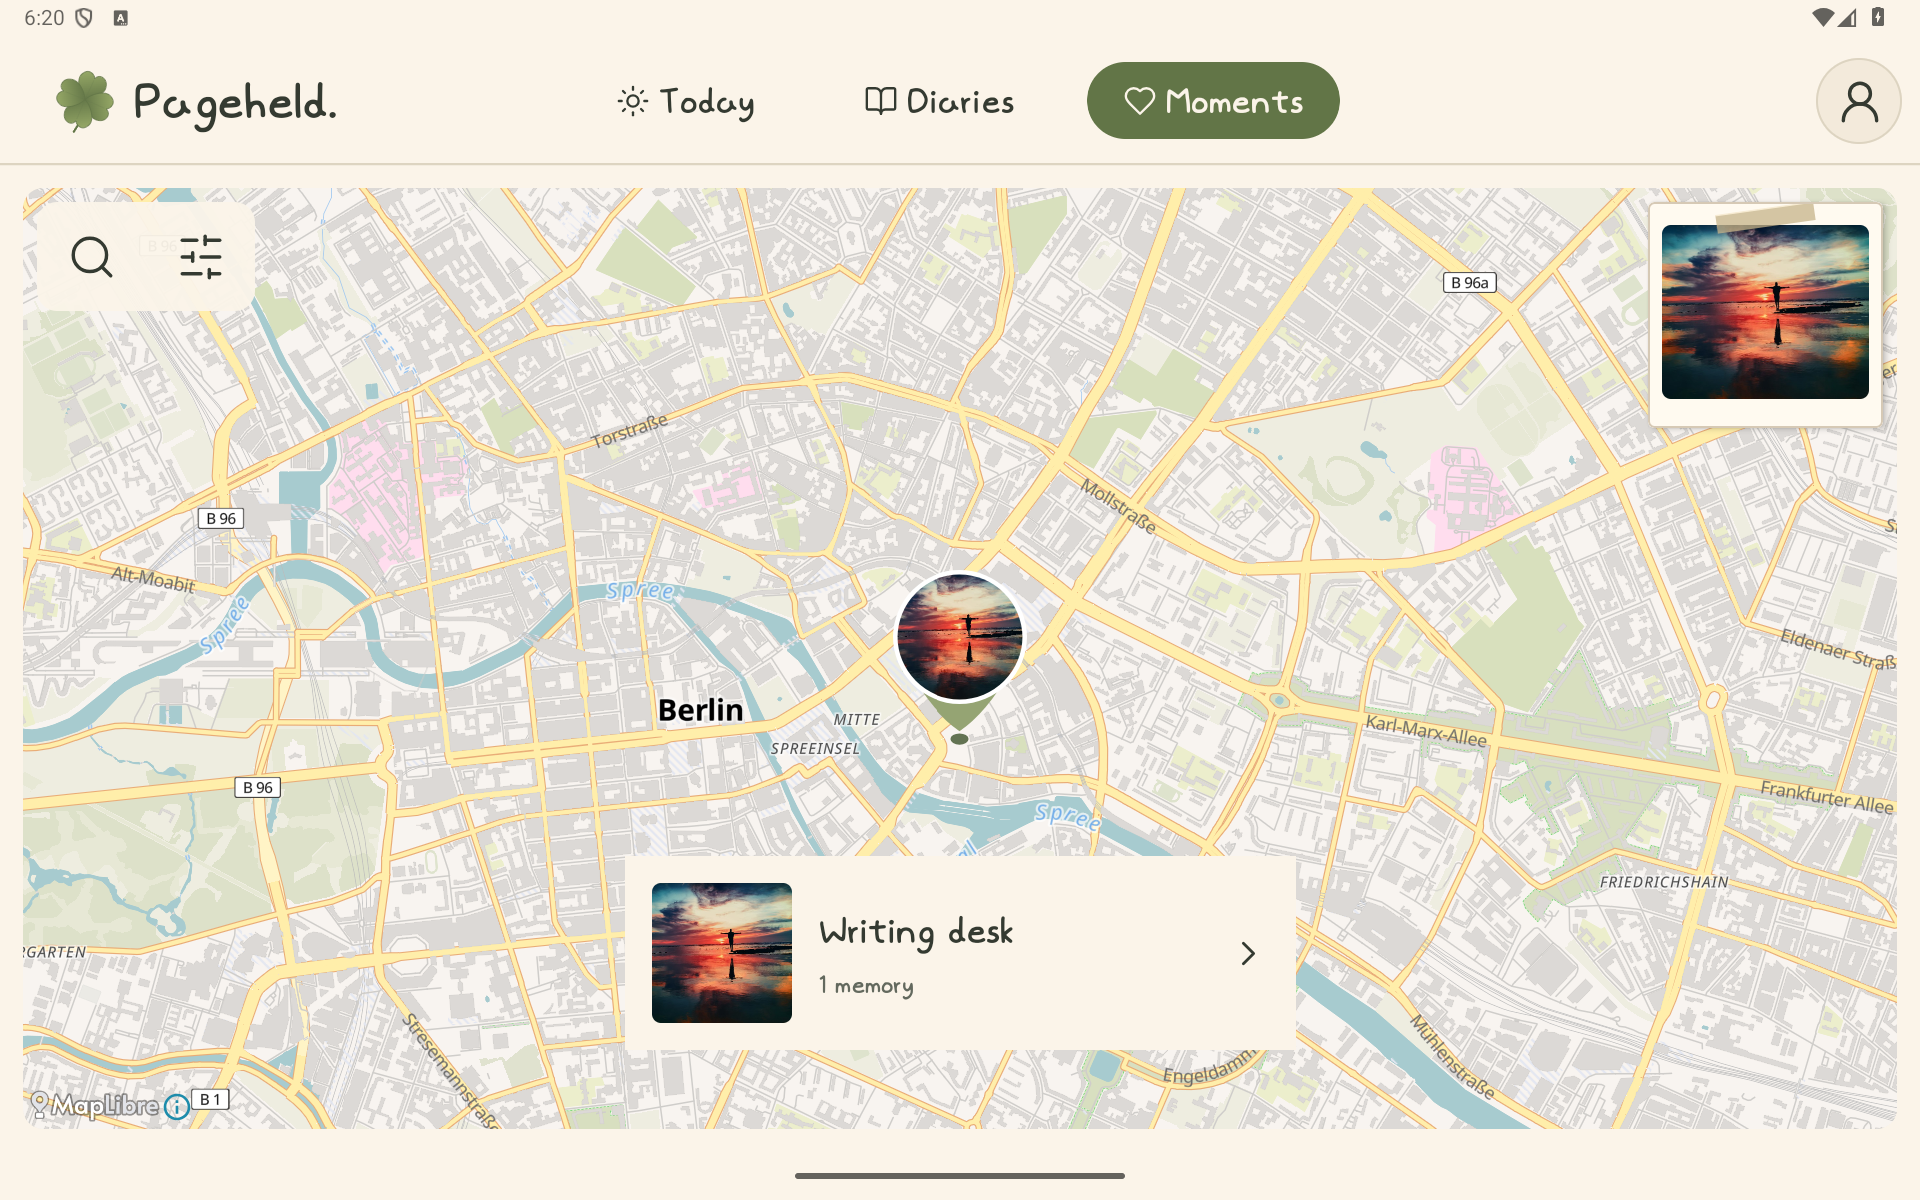 6:20
Pageheld.
Today
Diaries
Moments
B 96
B 96a
Torstraße
Mollstraße
B 96
Alt-Moabit
Spree
Spree
Eldenaer Straß
Berlin
MITTE
SPREEINSEL
Karl-Marx-Allee
B 96
Frankfurter Allee
Spree
FRIEDRICHSHAIN
RGARTEN
Writing desk
1 memory
Stresemannstraße
Mühlenstraße
Engeldamm
MapLibre
B 1